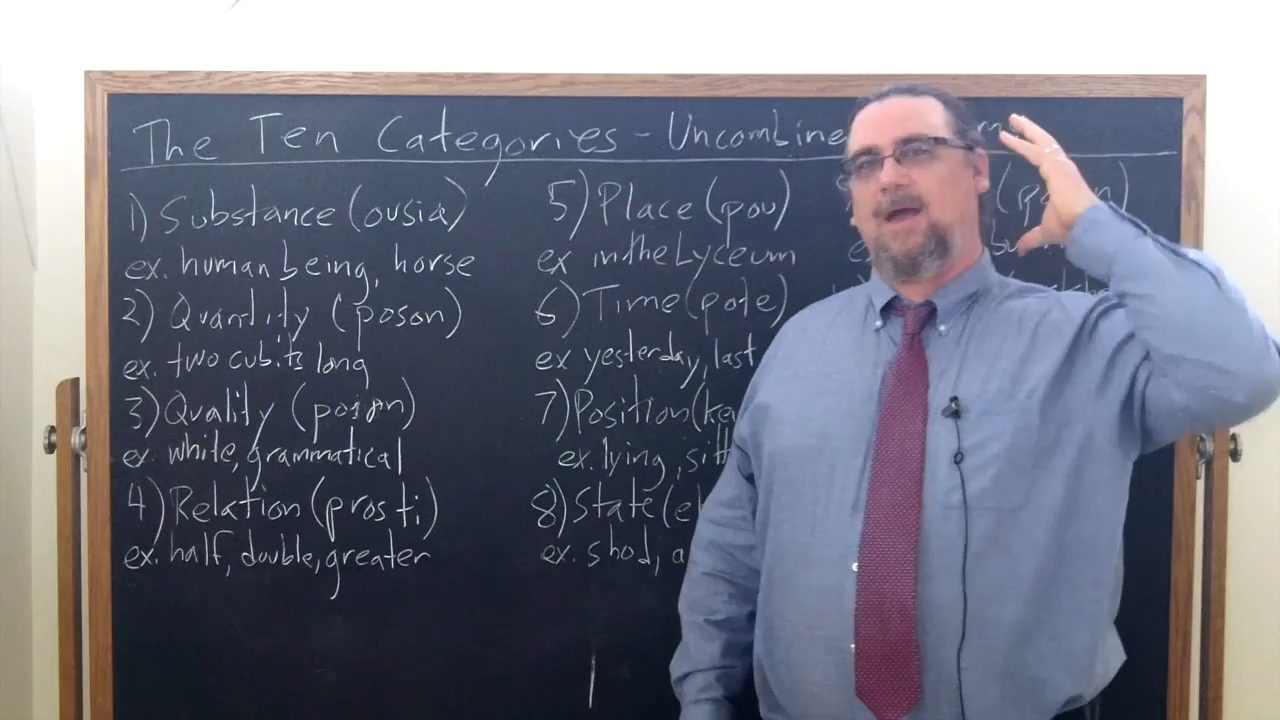 The Ten Categories - Uncombine
1) Substance (ousia)
ex. human being, horse
2) Quantity (poson)
ex. two cubits long
3) Quality (poion)
ex. white, grammatical
4) Relation (pros ti)
ex. half, double, greater
5) Place (pou)
ex in the Lyceum
6) Time (pote)
ex yesterday, last
7) Position (kei
ex. lying, sitt
8) State (e
ex. shod, a